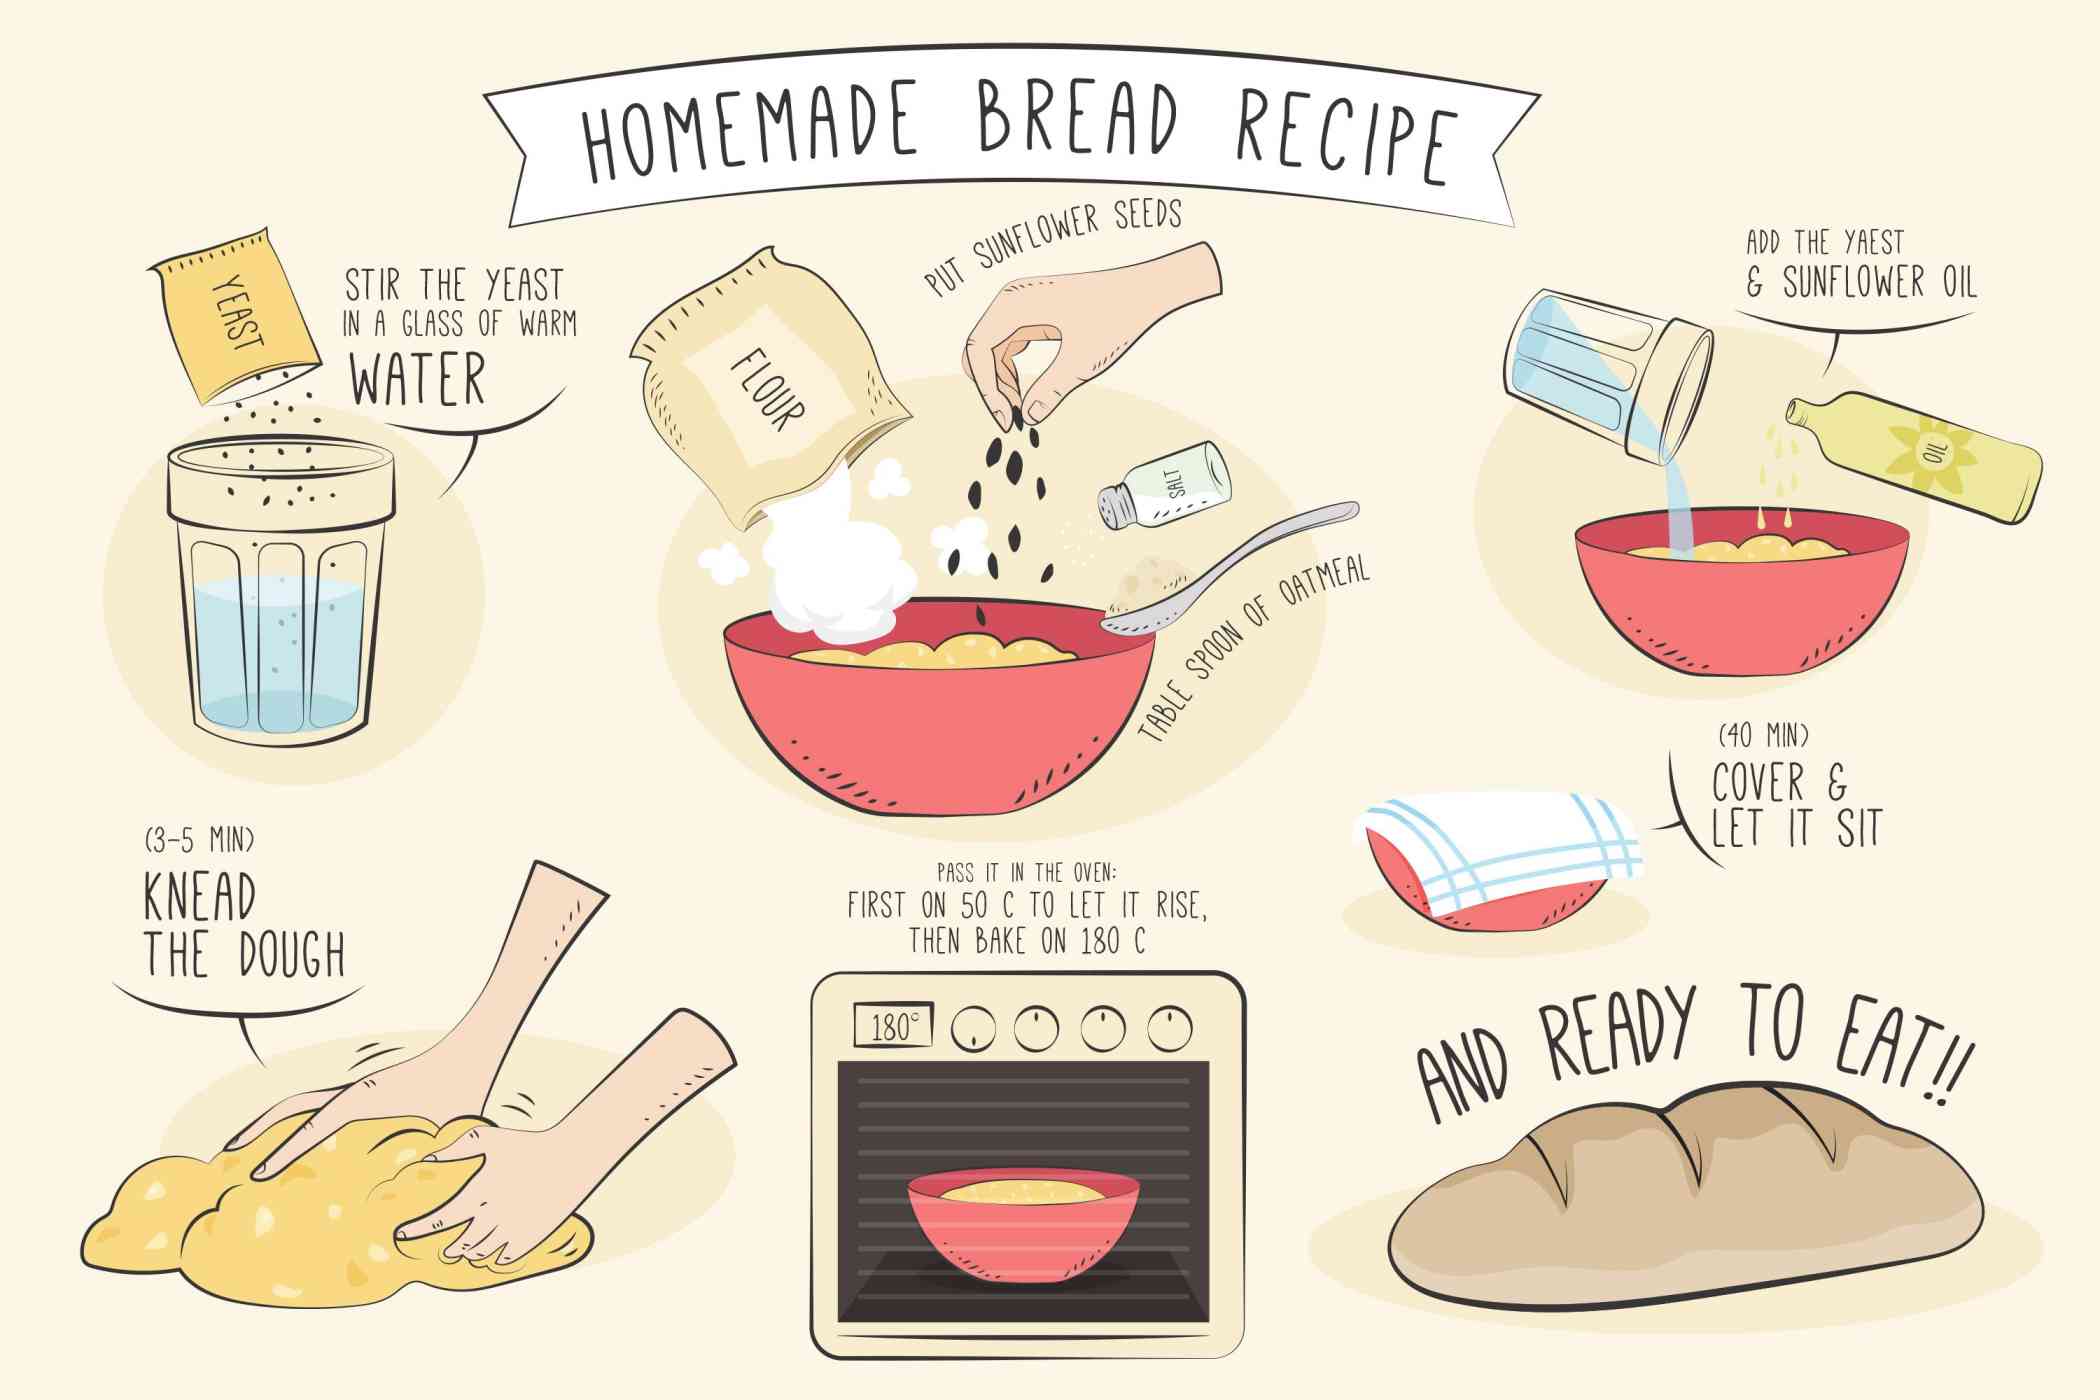 HOMEMADE BREAD RECIPE
YEAST
STIR THE YEAST
IN A GLASS OF WARM
WATER
FLOUR
PUT SUNFLOWER SEEDS
SALT
TABLE SPOON OF OATMEAL
ADD THE YAEST
& SUNFLOWER OIL
OIL
(40 MIN)
COVER &
LET IT SIT
(3-5 MIN)
KNEAD
THE DOUGH
PASS IT IN THE OVEN:
FIRST ON 50 C TO LET IT RISE,
THEN BAKE ON 180 C
180°
AND READY TO EAT!!